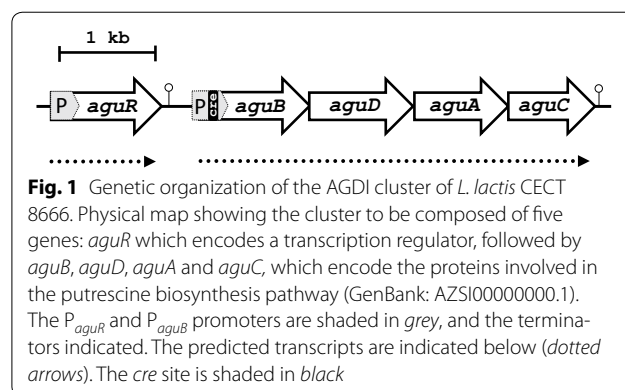 1 kb
P aguR P cre aguB aguD aguA aguC
Fig. 1 Genetic organization of the AGDI cluster of L. lactis CECT
8666. Physical map showing the cluster to be composed of five
genes: aguR which encodes a transcription regulator, followed by
aguB, aguD, aguA and aguC, which encode the proteins involved in
the putrescine biosynthesis pathway (GenBank: AZSI00000000.1).
The PaguR and PaguB promoters are shaded in grey, and the termina-
tors indicated. The predicted transcripts are indicated below (dotted
arrows). The cre site is shaded in black